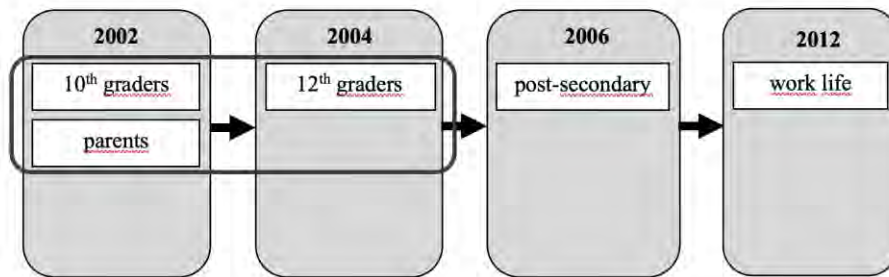 2002
10th graders
parents
2004
12th graders
2006
post-secondary
2012
work life